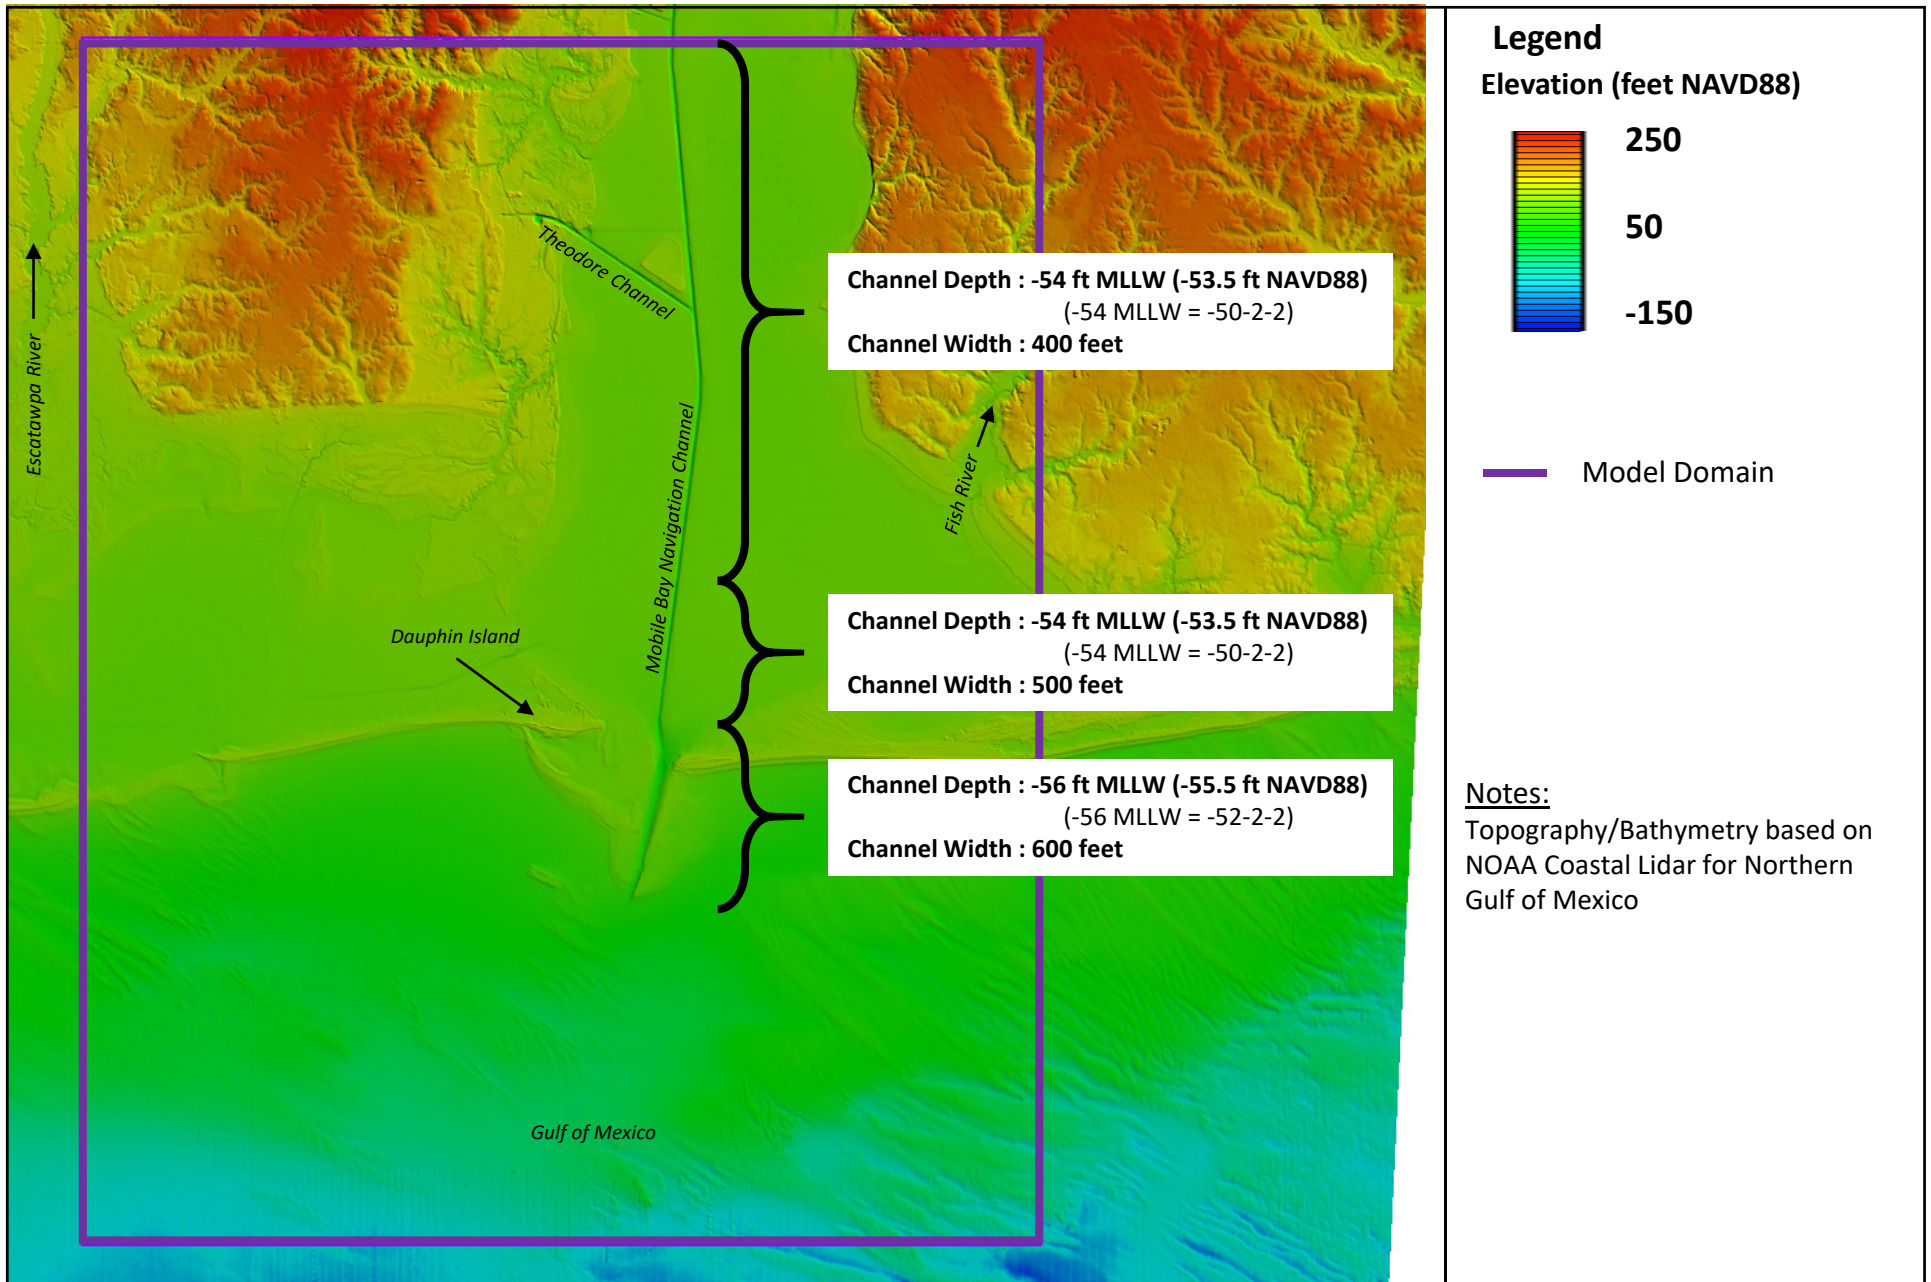 Theodore Channel
Escatawpa River
Channel Depth : -54 ft MLLW (-53.5 ft NAVD88)
(-54 MLLW = -50-2-2)
Channel Width : 400 feet
Mobile Bay Navigation Channel
Fish River
Dauphin Island
Channel Depth : -54 ft MLLW (-53.5 ft NAVD88)
(-54 MLLW = -50-2-2)
Channel Width : 500 feet
Channel Depth : -56 ft MLLW (-55.5 ft NAVD88)
(-56 MLLW = -52-2-2)
Channel Width : 600 feet
Gulf of Mexico
Legend
Elevation (feet NAVD88)
250
50
-150
Model Domain
Notes:
Topography/Bathymetry based on
NOAA Coastal Lidar for Northern
Gulf of Mexico